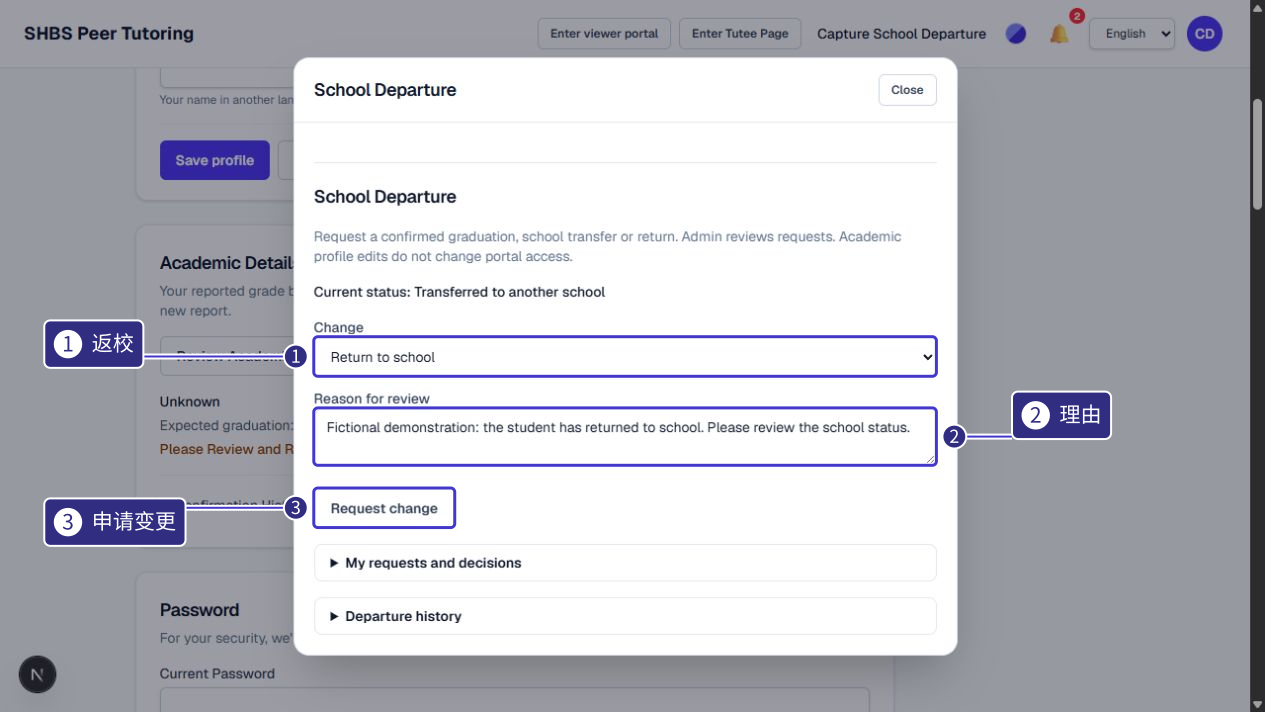 SHBS Peer Tutoring
Enter viewer portal
Enter Tutee Page
Capture School Departure
2
English
CD
Your name in another lan
Save profile
Academic Detail
Your reported grade b
new report.
Unknown
Expected graduation:
Please Review and R
Password
For your security, we'
Current Password
N
School Departure
Close
School Departure
Request a confirmed graduation, school transfer or return. Admin reviews requests. Academic
profile edits do not change portal access.
Current status: Transferred to another school
Change
1 返校
1
Return to school
Reason for review
Fictional demonstration: the student has returned to school. Please review the school status.
2
2 理由
3 申请变更
3
Request change
My requests and decisions
Departure history